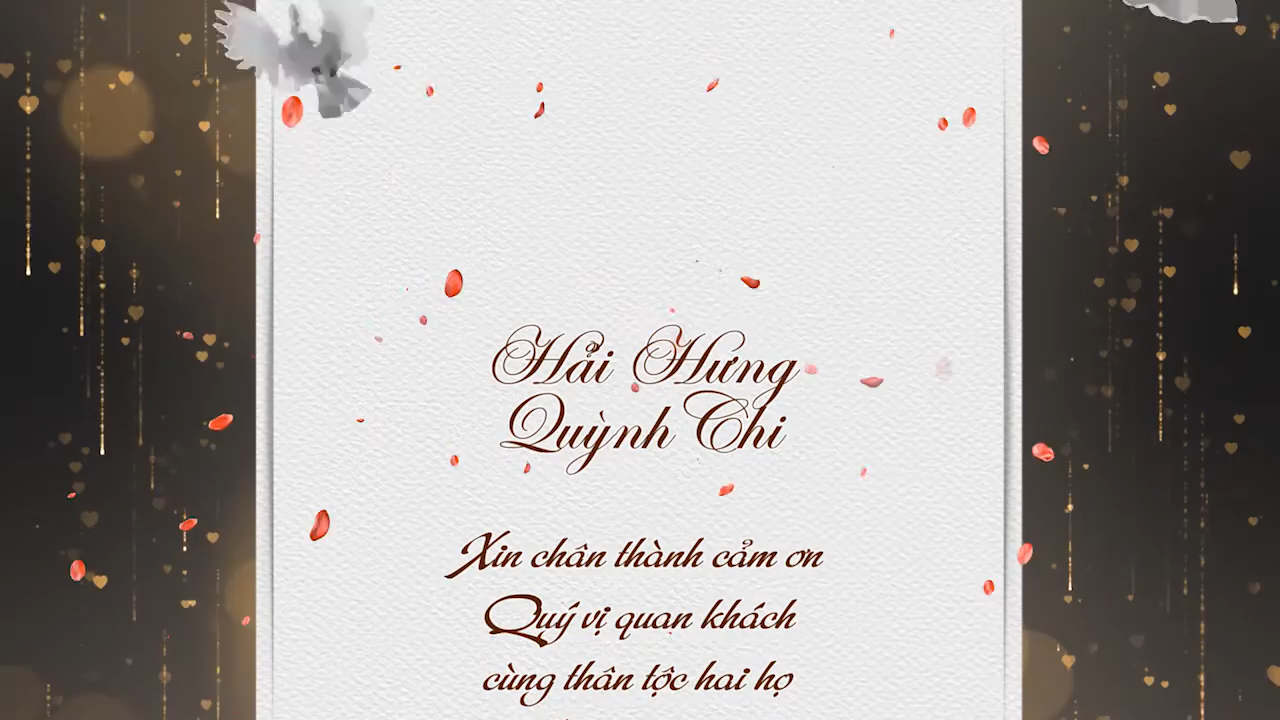 Hải Hưng
Quỳnh Chi
Xin chân thành cảm ơn
Quý vị quan khách
cùng thân tộc hai họ